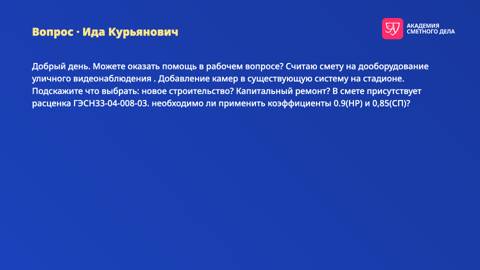 Вопрос · Ида Курьянович
АКАДЕМИЯ
СМЕТНОГО ДЕЛА
Добрый день. Можете оказать помощь в рабочем вопросе? Считаю смету на дооборудование
уличного видеонаблюдения . Добавление камер в существующую систему на стадионе.
Подскажите что выбрать: новое строительство? Капитальный ремонт? В смете присутствует
расценка ГЭСН33-04-008-03. необходимо ли применить коэффициенты 0.9(НР) и 0,85(СП)?